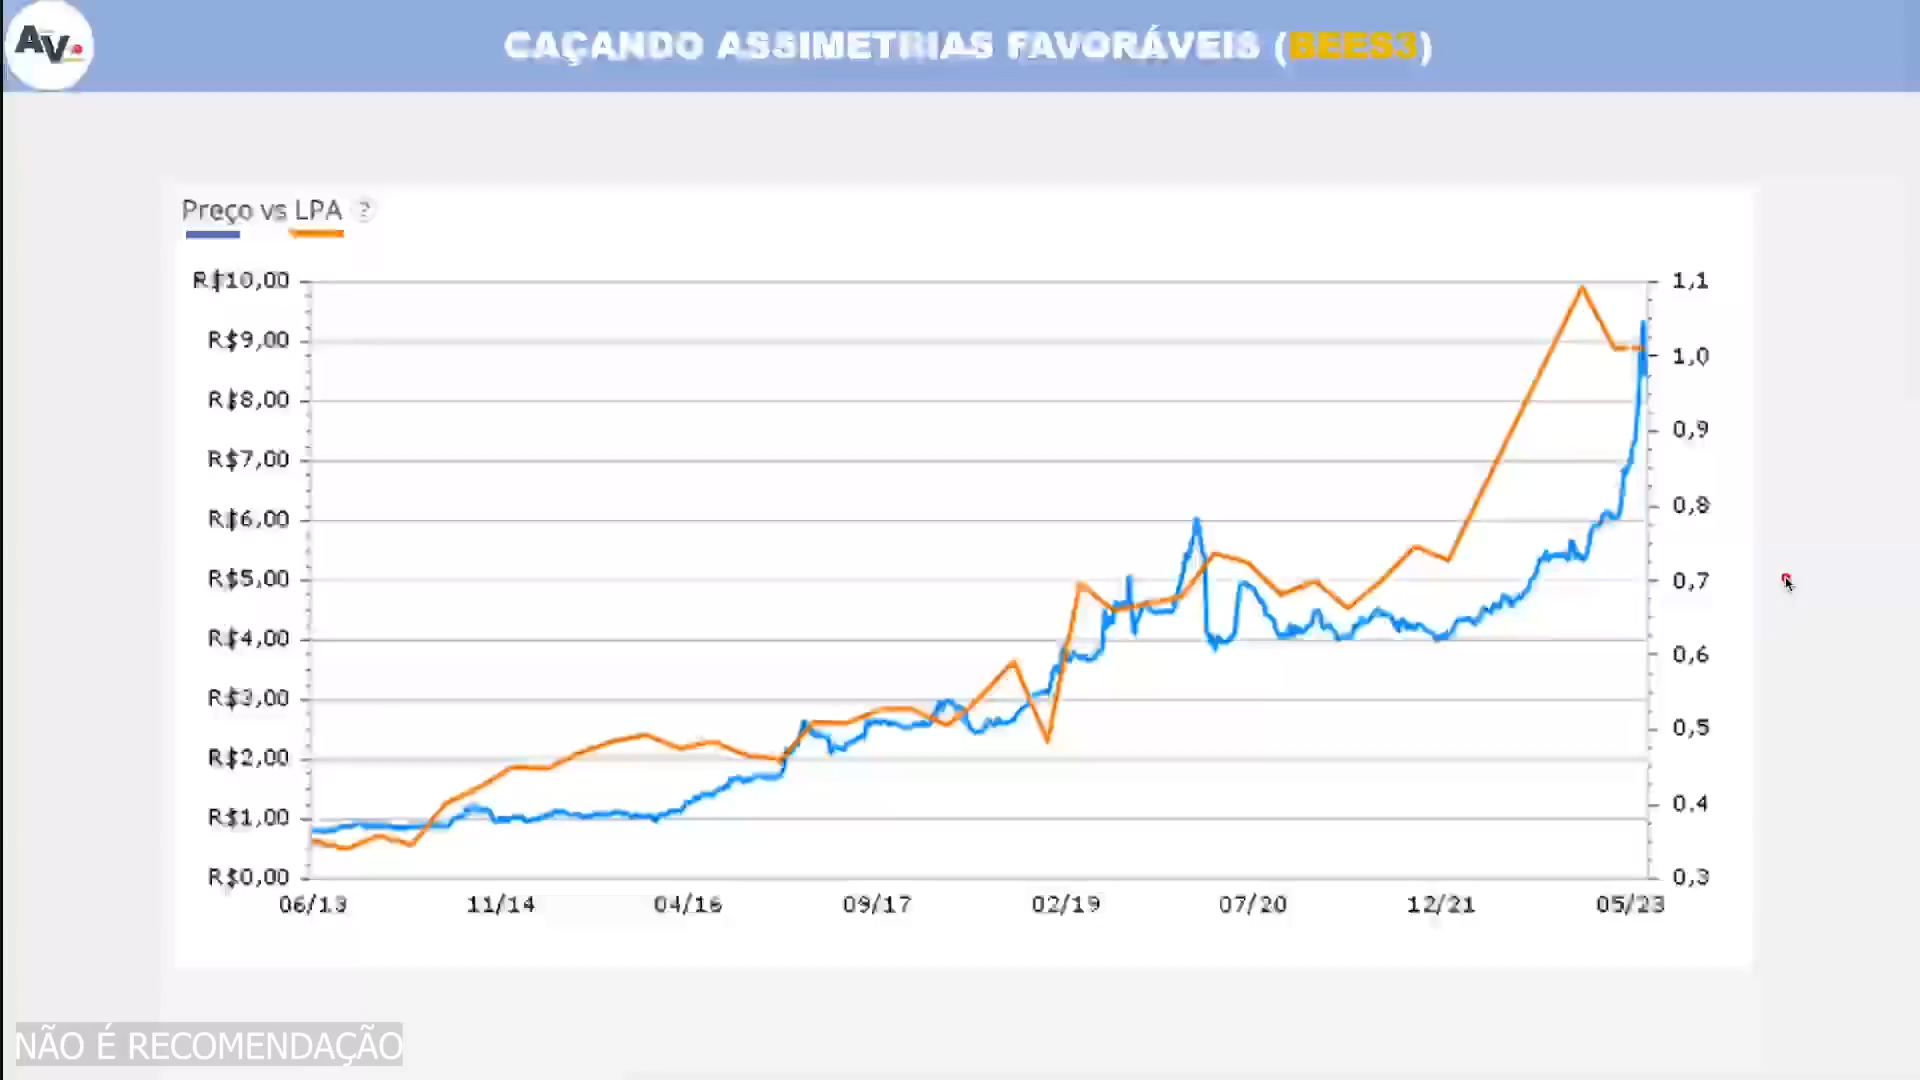 AV.
CAÇANDO ASSIMETRIAS FAVORÁVEIS (BEES3)
Preço vs LPA ?
R$10,00
R$9,00
R$8,00
R$7,00
R$6,00
R$5,00
R$4,00
R$3,00
R$2,00
R$1,00
R$0,00
1,1
1,0
0,9
0,8
0,7
0,6
0,5
0,4
0,3
06/13 11/14 04/16 09/17 02/19 07/20 12/21 05/23
NÃO É RECOMENDAÇÃO